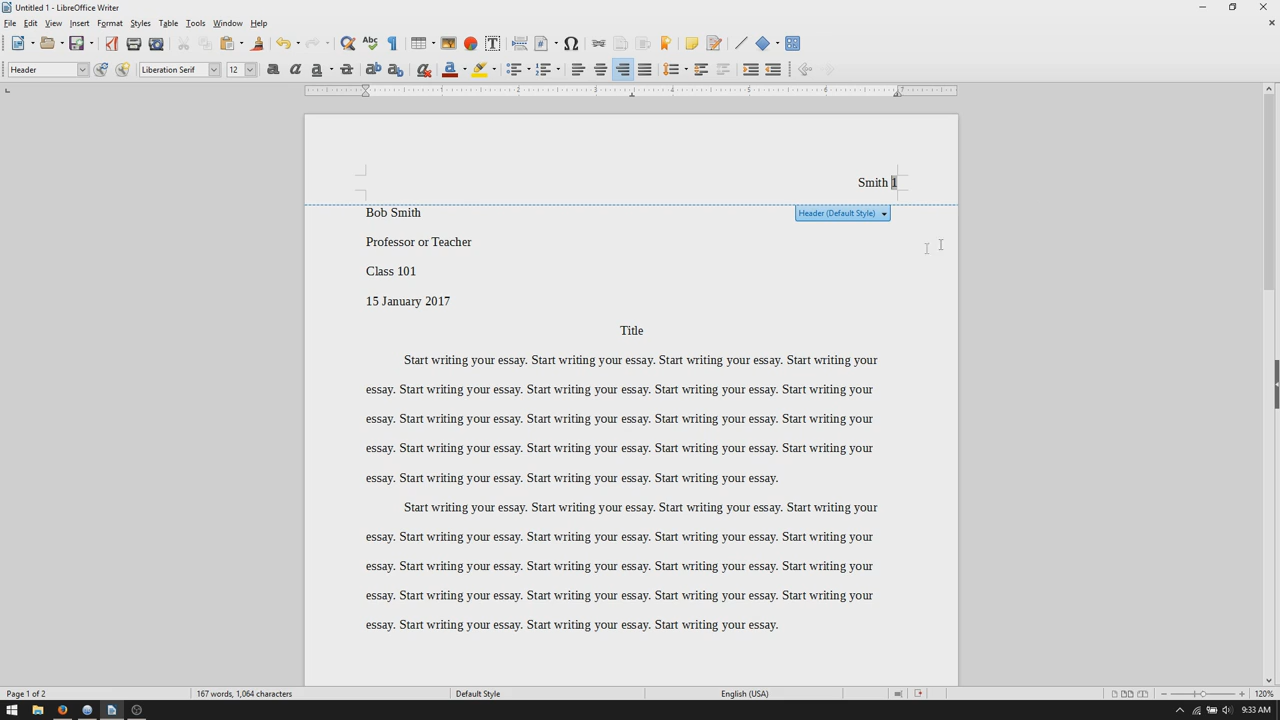 Untitled 1 - LibreOffice Writer
File Edit View Insert Format Styles Table Tools Window Help
Header Liberation Serif 12
1 2 3 4 5 6 7
Smith 1
Header (Default Style)
Bob Smith
Professor or Teacher
Class 101
15 January 2017
Title
Start writing your essay. Start writing your essay. Start writing your essay. Start writing your
essay. Start writing your essay. Start writing your essay. Start writing your essay. Start writing your
essay. Start writing your essay. Start writing your essay. Start writing your essay. Start writing your
essay. Start writing your essay. Start writing your essay. Start writing your essay. Start writing your
essay. Start writing your essay. Start writing your essay. Start writing your essay.
Start writing your essay. Start writing your essay. Start writing your essay. Start writing your
essay. Start writing your essay. Start writing your essay. Start writing your essay. Start writing your
essay. Start writing your essay. Start writing your essay. Start writing your essay. Start writing your
essay. Start writing your essay. Start writing your essay. Start writing your essay. Start writing your
essay. Start writing your essay. Start writing your essay. Start writing your essay.
Page 1 of 2 167 words, 1,064 characters Default Style English (USA) 120%
9:33 AM